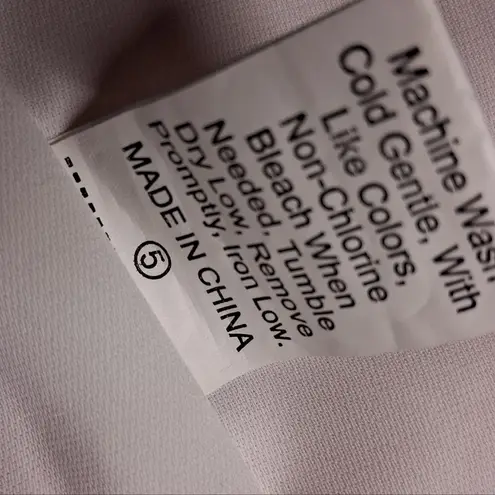 Machine Wash
Cold Gentle, With
Like Colors,
Non-Chlorine
Bleach When
Needed, Tumble
Dry Low, Remove
Promptly, Iron Low.
MADE IN CHINA
5